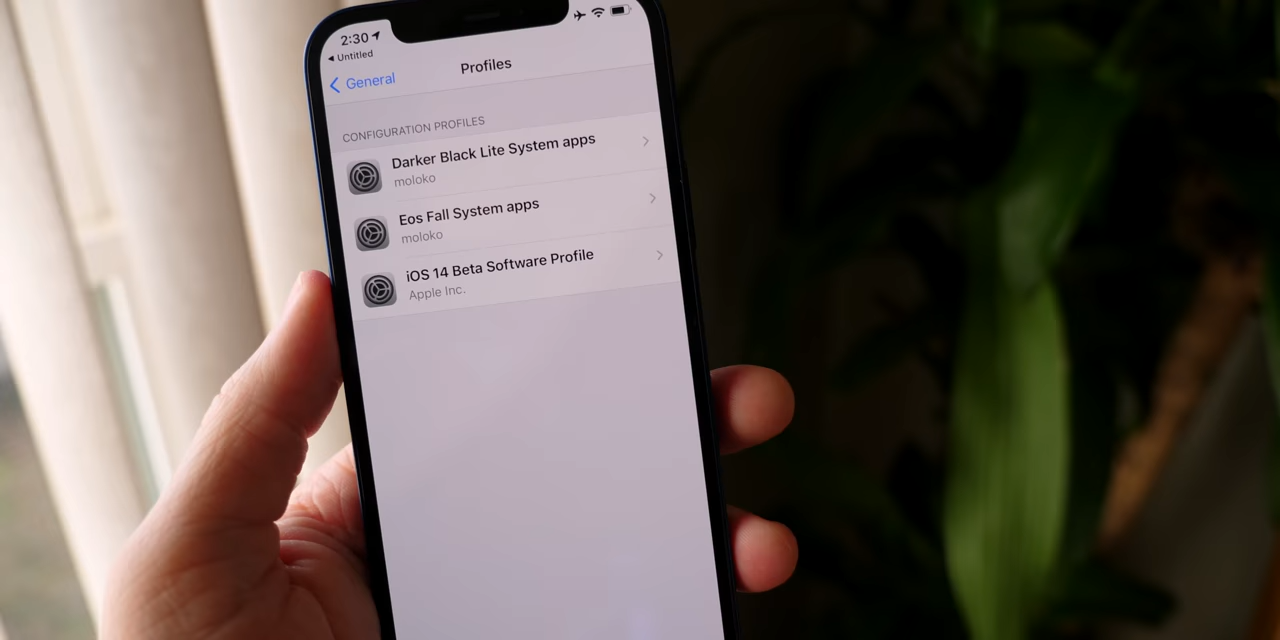 2:30
Untitled
General
Profiles
CONFIGURATION PROFILES
Darker Black Lite System apps
moloko
Eos Fall System apps
moloko
iOS 14 Beta Software Profile
Apple Inc.